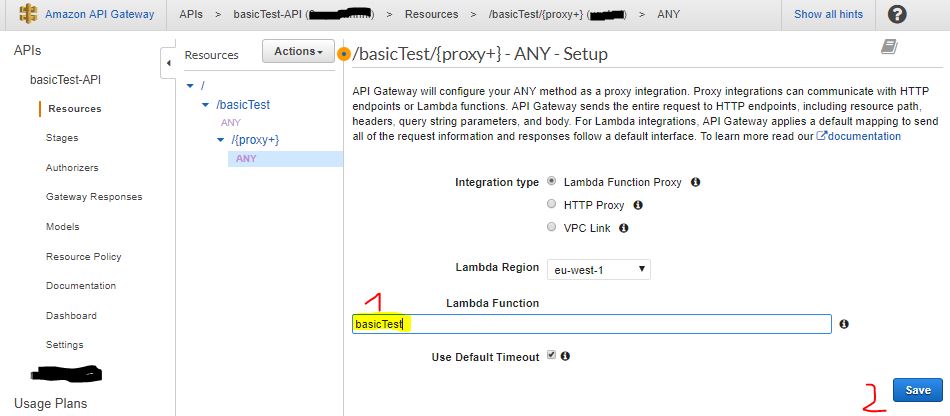 Amazon API Gateway APIs > basicTest-API ( > Resources > /basicTest/{proxy+} ( ) > ANY Show all hints ?
APIs
basicTest-API
Resources
Stages
Authorizers
Gateway Responses
Models
Resource Policy
Documentation
Dashboard
Settings
Usage Plans
Resources Actions
/
/basicTest
ANY
/{proxy+}
ANY
/basicTest/{proxy+} - ANY - Setup
API Gateway will configure your ANY method as a proxy integration. Proxy integrations can communicate with HTTP
endpoints or Lambda functions. API Gateway sends the entire request to HTTP endpoints, including resource path,
headers, query string parameters, and body. For Lambda integrations, API Gateway applies a default mapping to send
all of the request information and responses follow a default interface. To learn more read our documentation
Integration type Lambda Function Proxy
HTTP Proxy
VPC Link
Lambda Region eu-west-1
Lambda Function
1
basicTest
Use Default Timeout
2 Save